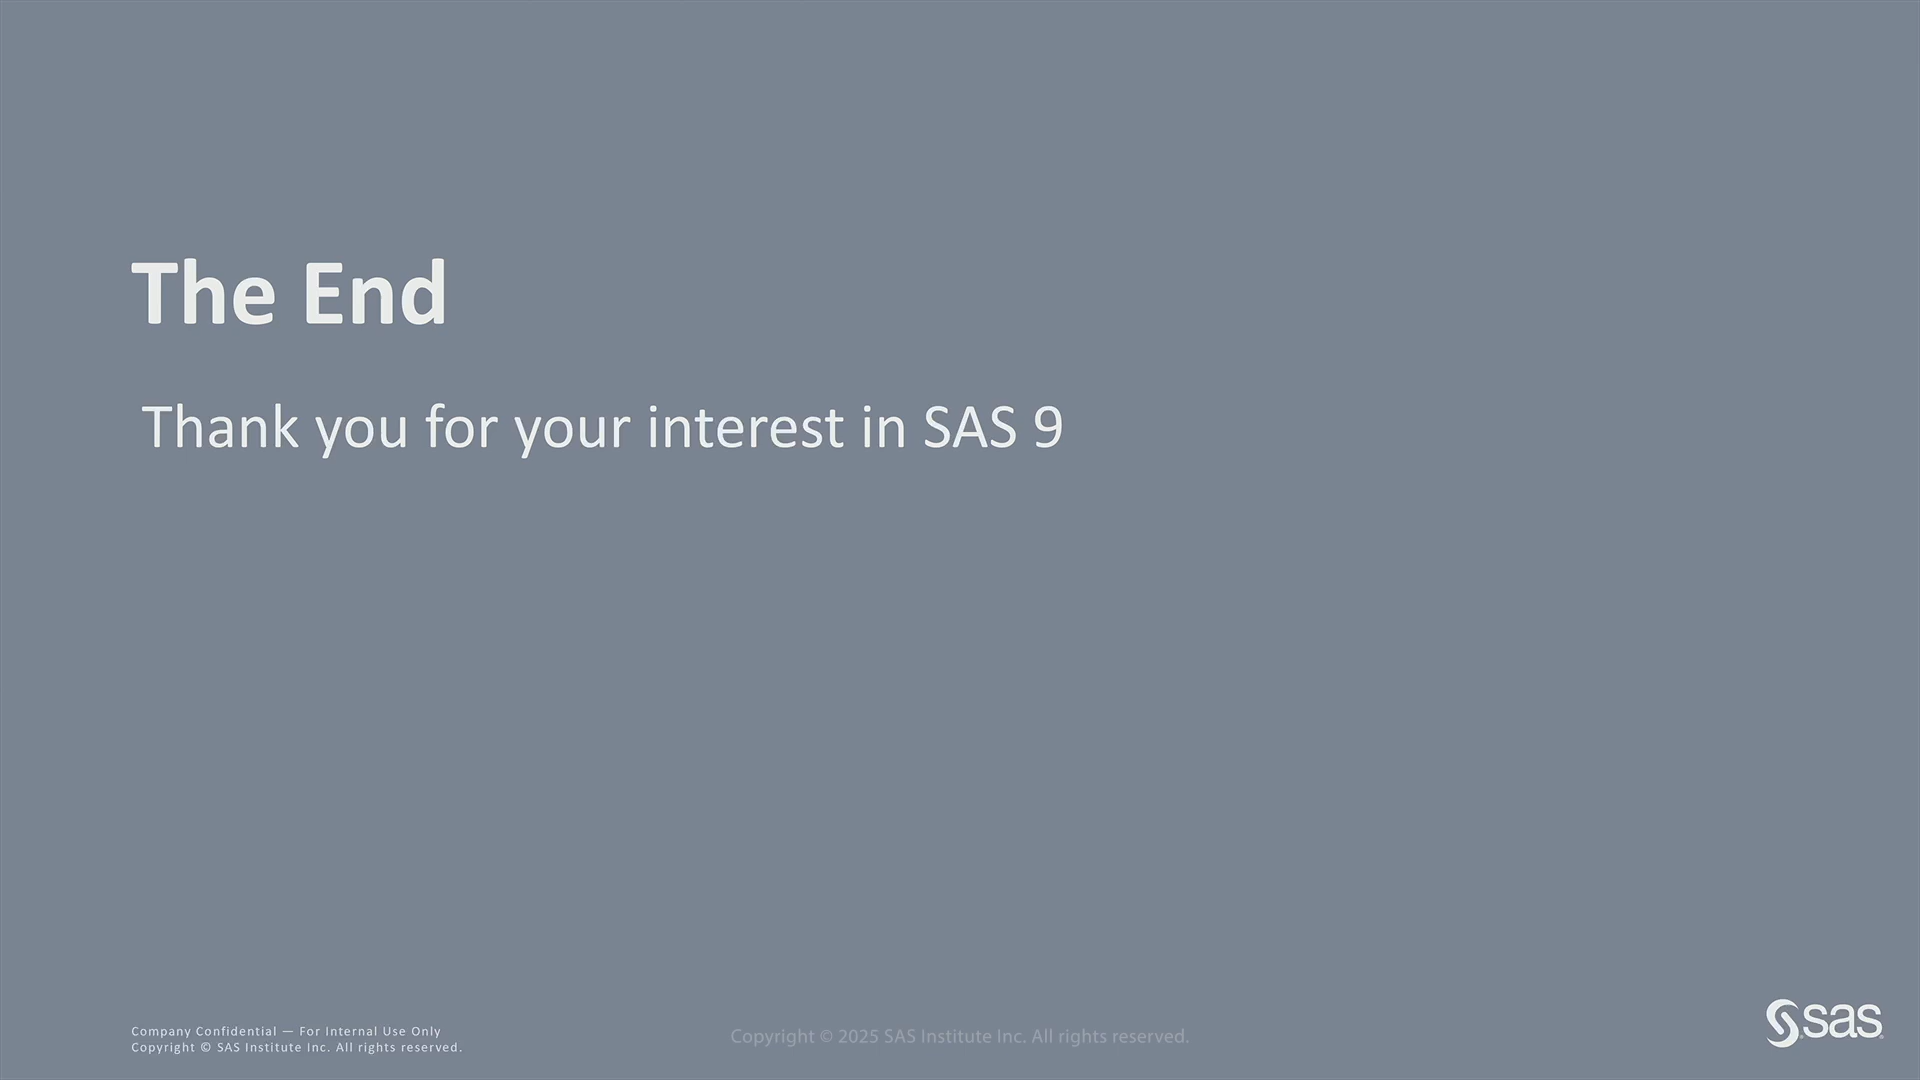 The End
Thank you for your interest in SAS 9
Company Confidential — For Internal Use Only
Copyright © SAS Institute Inc. All rights reserved.
Copyright © 2025 SAS Institute Inc. All rights reserved.
sas